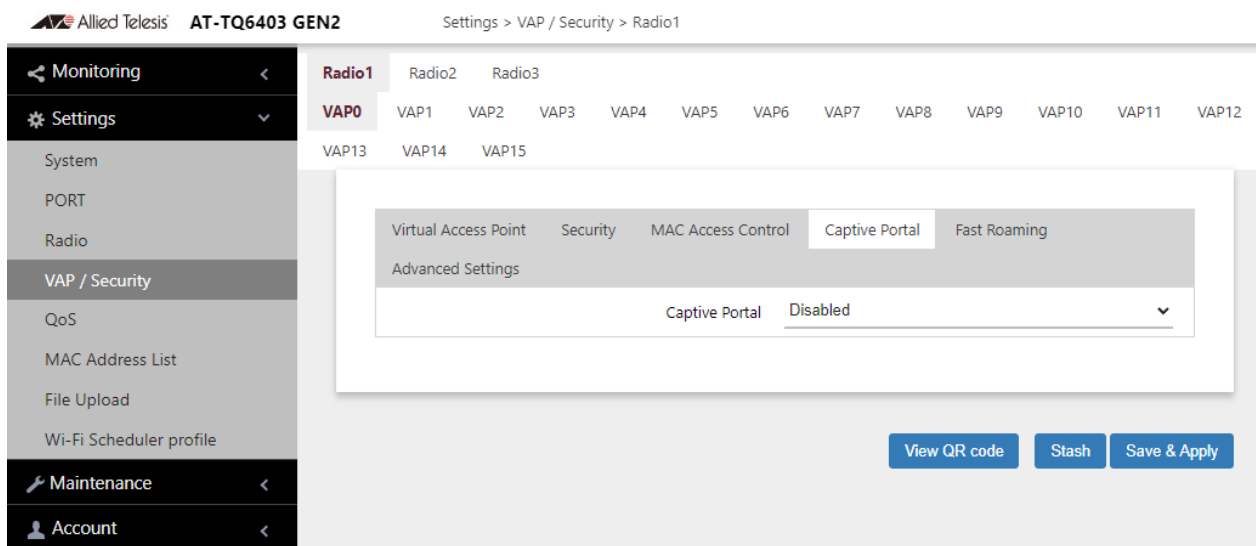 Allied Telesis AT-TQ6403 GEN2 Settings > VAP / Security > Radio1
Monitoring
Settings
System
PORT
Radio
VAP / Security
QoS
MAC Address List
File Upload
Wi-Fi Scheduler profile
Maintenance
Account
Radio1 Radio2 Radio3
VAP0 VAP1 VAP2 VAP3 VAP4 VAP5 VAP6 VAP7 VAP8 VAP9 VAP10 VAP11 VAP12
VAP13 VAP14 VAP15
Virtual Access Point Security MAC Access Control Captive Portal Fast Roaming
Advanced Settings
Captive Portal Disabled
View QR code Stash Save & Apply